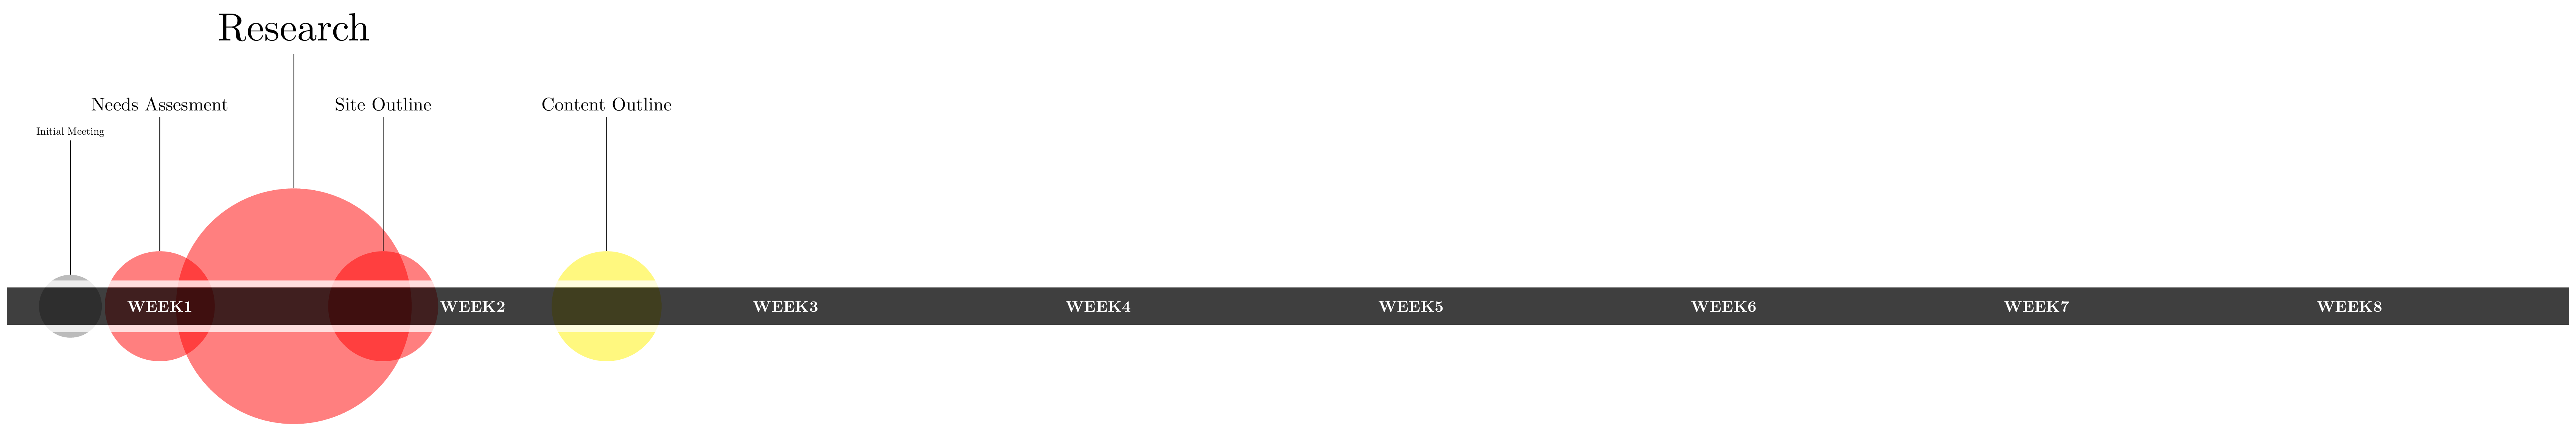 Research
Needs Assesment
Site Outline
Content Outline
Initial Meeting
WEEK1
WEEK2
WEEK3
WEEK4
WEEK5
WEEK6
WEEK7
WEEK8